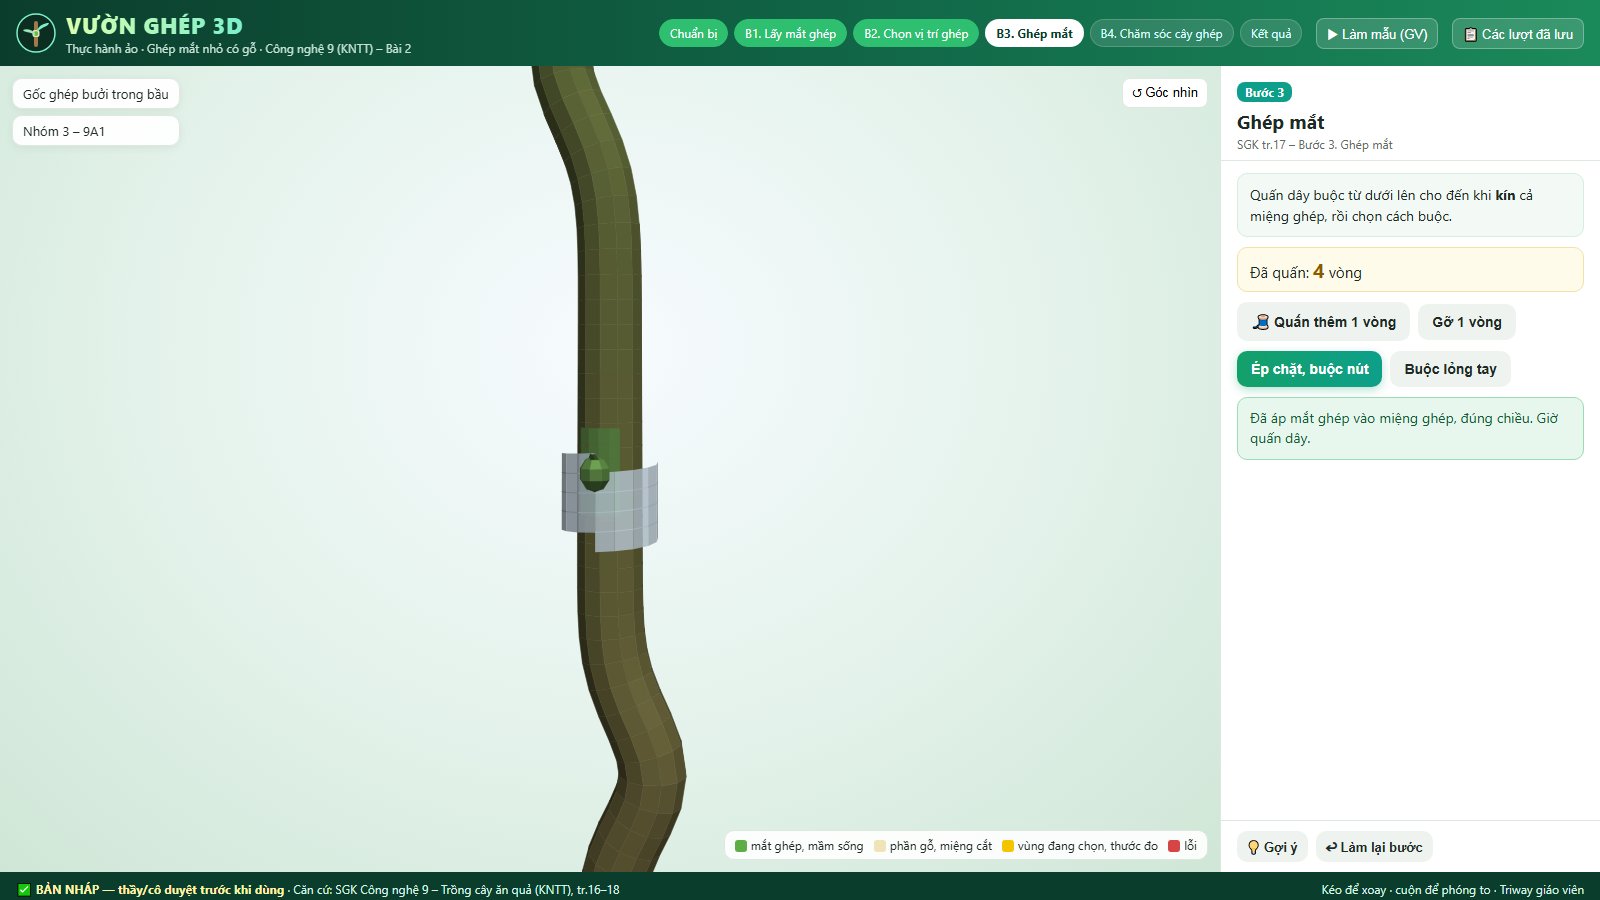 VƯỜN GHÉP 3D
Thực hành ảo · Ghép mắt nhỏ có gỗ · Công nghệ 9 (KNTT) – Bài 2
Chuẩn bị
B1. Lấy mắt ghép
B2. Chọn vị trí ghép
B3. Ghép mắt
B4. Chăm sóc cây ghép
Kết quả
▶ Làm mẫu (GV)
📋 Các lượt đã lưu
Gốc ghép bưởi trong bầu
Nhóm 3 – 9A1
↺ Góc nhìn
Bước 3
Ghép mắt
SGK tr.17 – Bước 3. Ghép mắt
Quấn dây buộc từ dưới lên cho đến khi kín cả
miệng ghép, rồi chọn cách buộc.
Đã quấn: 4 vòng
🧵 Quấn thêm 1 vòng
Gỡ 1 vòng
Ép chặt, buộc nút
Buộc lỏng tay
Đã áp mắt ghép vào miệng ghép, đúng chiều. Giờ
quấn dây.
mắt ghép, mầm sống
phần gỗ, miệng cắt
vùng đang chọn, thước đo
lỗi
💡 Gợi ý
↩ Làm lại bước
✅ BẢN NHÁP — thầy/cô duyệt trước khi dùng · Căn cứ: SGK Công nghệ 9 – Trồng cây ăn quả (KNTT), tr.16–18
Kéo để xoay · cuộn để phóng to · Triway giáo viên